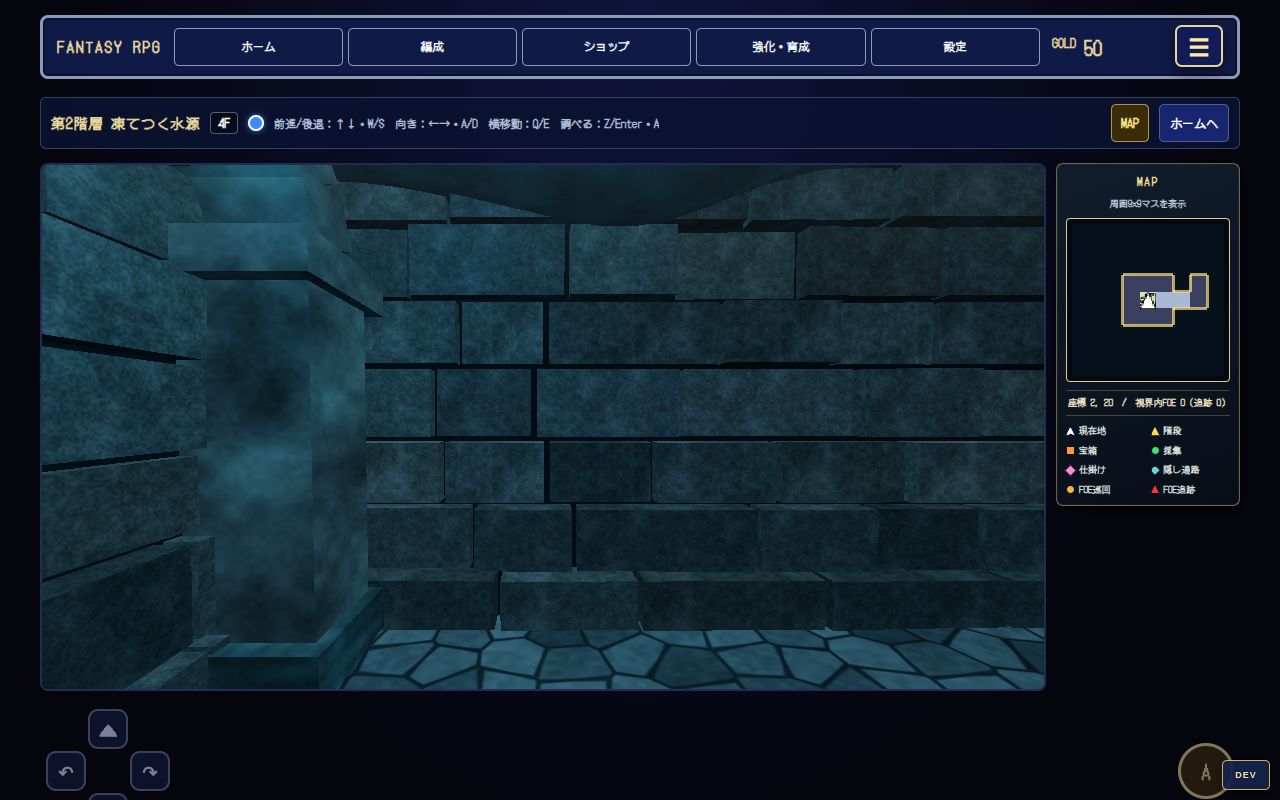 FANTASY RPG
ホーム
編成
ショップ
強化・育成
設定
GOLD 50
第2階層 凍てつく水源
4F
前進/後退：↑↓・W/S 向き：←→・A/D 横移動：Q/E 調べる：Z/Enter・A
MAP
ホームへ
MAP
周囲9×9マスを表示
座標 2, 20 / 視界内FOE 0 (追跡 0)
現在地
階段
宝箱
採集
仕掛け
隠し通路
FOE巡回
FOE追跡
A
DEV